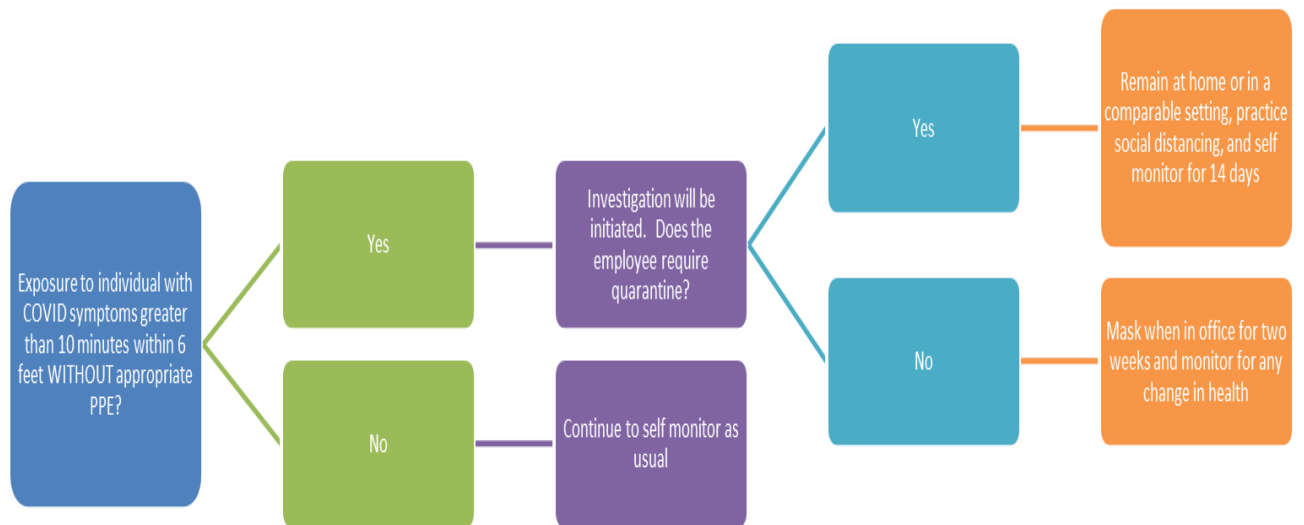 Exposure to individual with
COVID symptoms greater
than 10 minutes within 6
feet WITHOUT appropriate
PPE?
Yes
Investigation will be
initiated.  Does the
employee require
quarantine?
Yes
Remain at home or in a
comparable setting, practice
social distancing, and self
monitor for 14 days
No
Mask when in office for two
weeks and monitor for any
change in health
No
Continue to self monitor as
usual